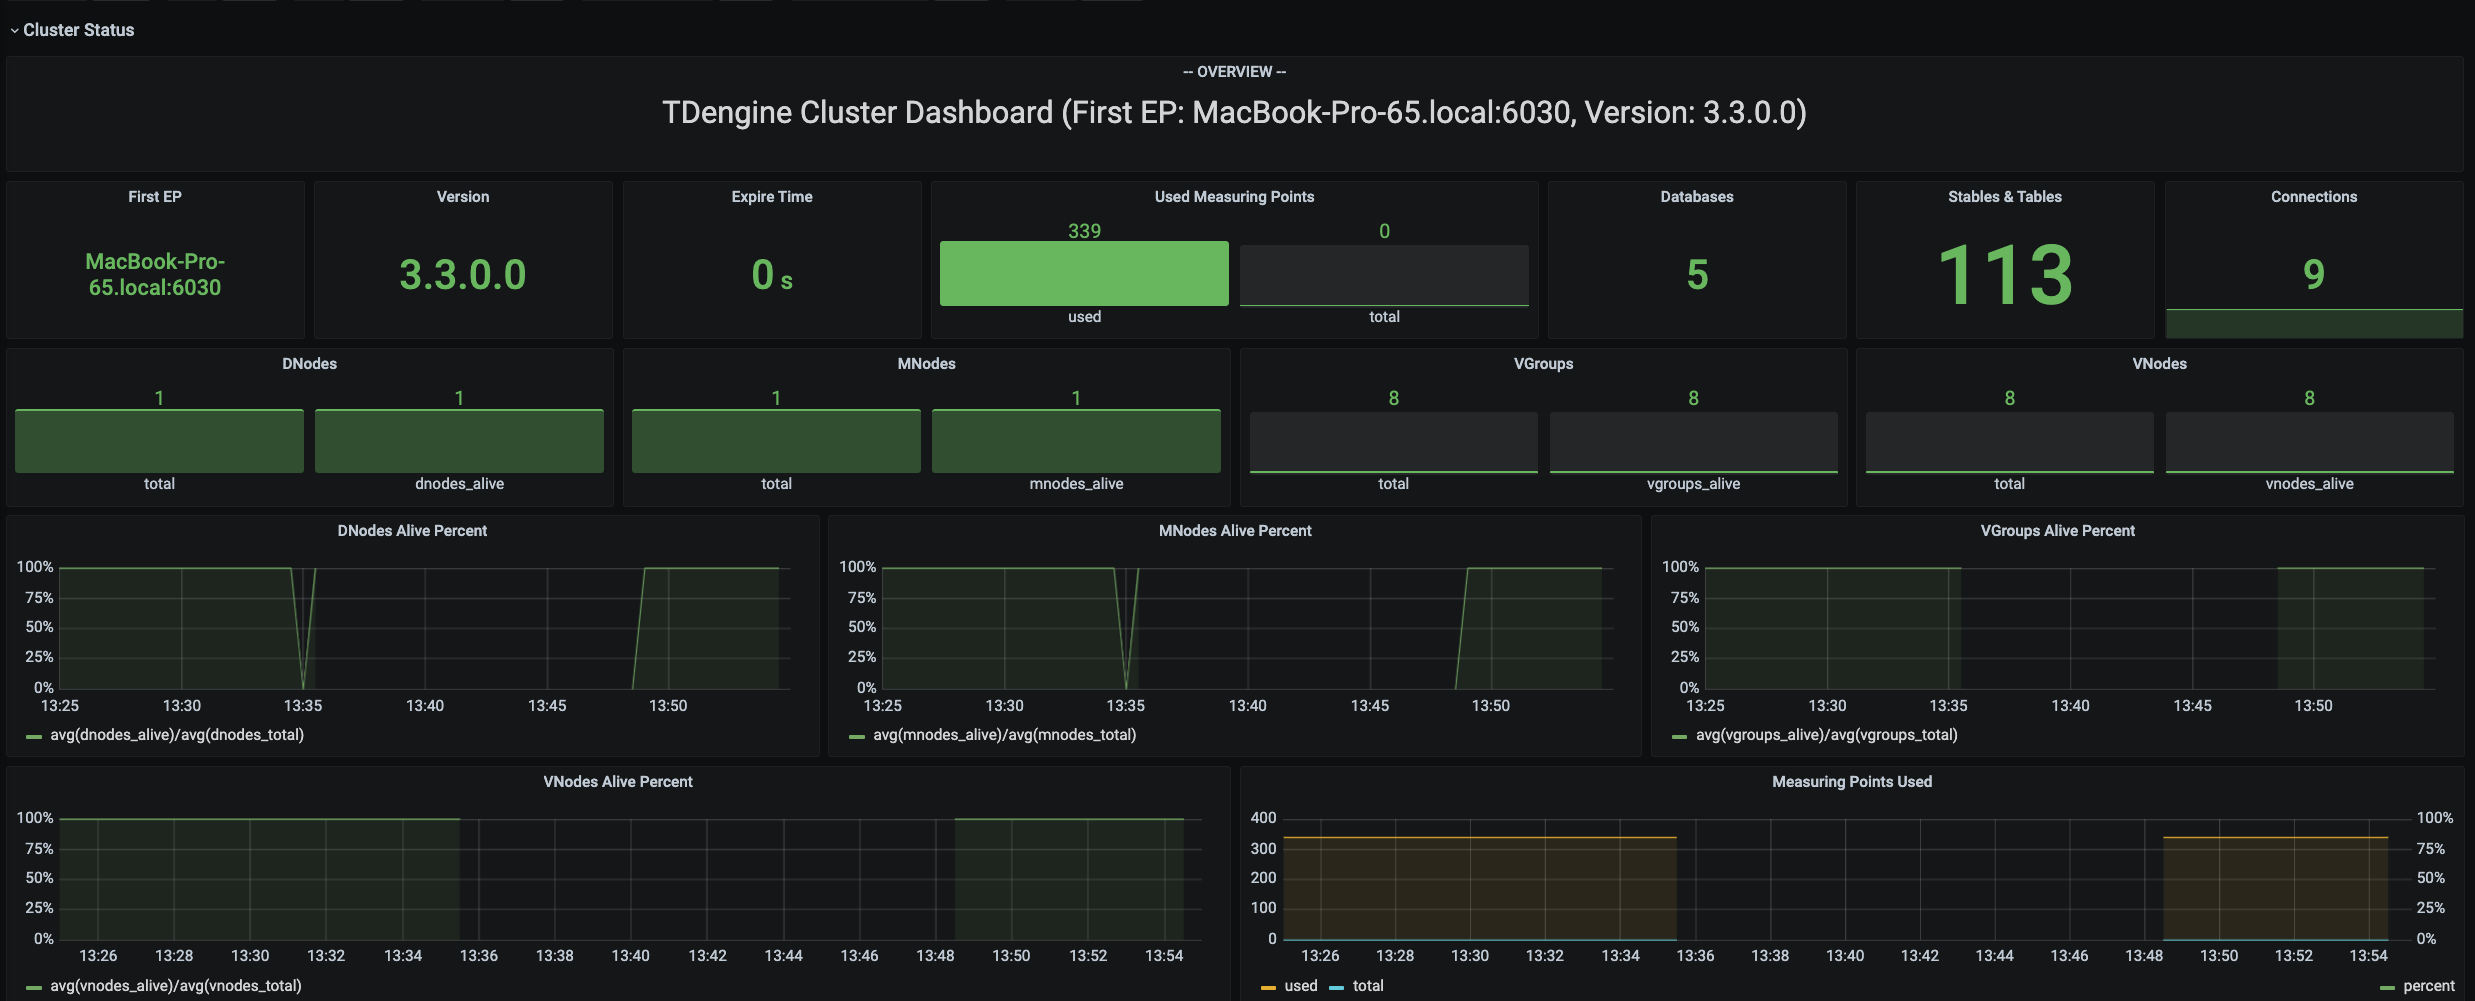 Cluster Status
-- OVERVIEW --
TDengine Cluster Dashboard (First EP: MacBook-Pro-65.local:6030, Version: 3.3.0.0)
First EP
MacBook-Pro-
65.local:6030
Version
3.3.0.0
Expire Time
0 s
Used Measuring Points
339
0
used
total
Databases
5
Stables & Tables
113
Connections
9
DNodes
1
1
total
dnodes_alive
MNodes
1
1
total
mnodes_alive
VGroups
8
8
total
vgroups_alive
VNodes
8
8
total
vnodes_alive
DNodes Alive Percent
100%
75%
50%
25%
0%
13:25 13:30 13:35 13:40 13:45 13:50
avg(dnodes_alive)/avg(dnodes_total)
MNodes Alive Percent
100%
75%
50%
25%
0%
13:25 13:30 13:35 13:40 13:45 13:50
avg(mnodes_alive)/avg(mnodes_total)
VGroups Alive Percent
100%
75%
50%
25%
0%
13:25 13:30 13:35 13:40 13:45 13:50
avg(vgroups_alive)/avg(vgroups_total)
VNodes Alive Percent
100%
75%
50%
25%
0%
13:26 13:28 13:30 13:32 13:34 13:36 13:38 13:40 13:42 13:44 13:46 13:48 13:50 13:52 13:54
avg(vnodes_alive)/avg(vnodes_total)
Measuring Points Used
400 100%
300 75%
200 50%
100 25%
0 0%
13:26 13:28 13:30 13:32 13:34 13:36 13:38 13:40 13:42 13:44 13:46 13:48 13:50 13:52 13:54
used total percent